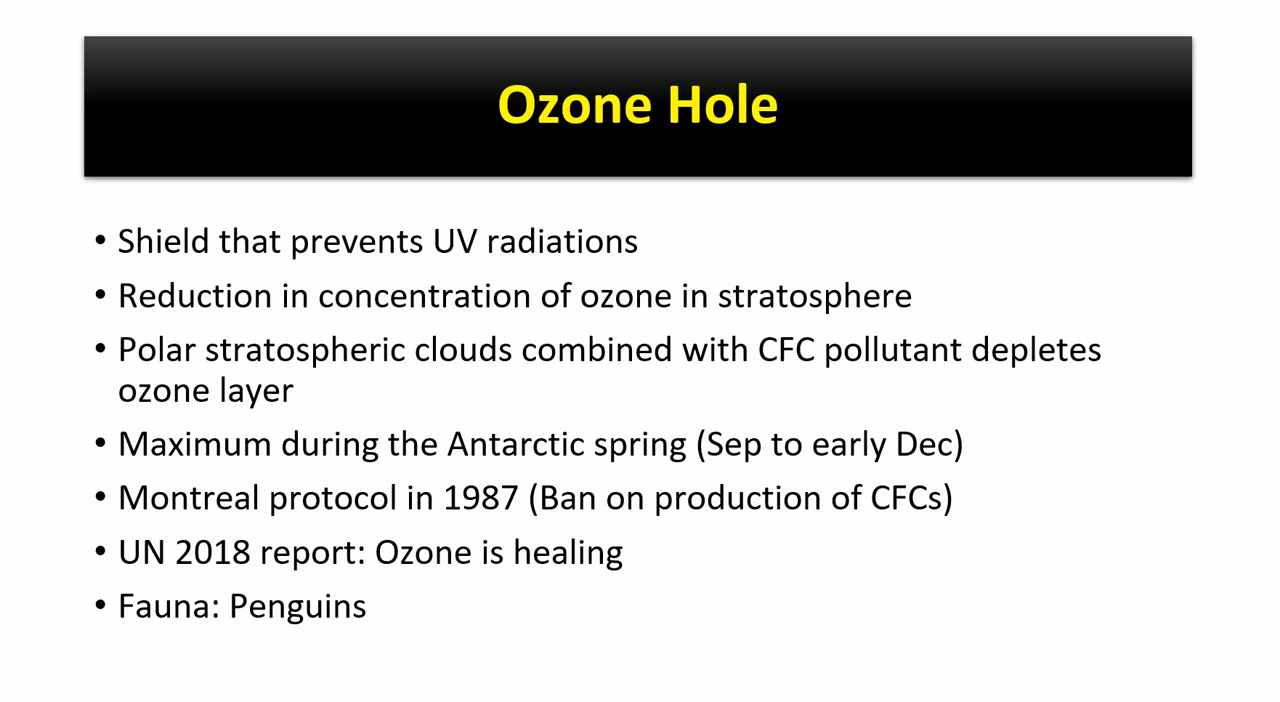 Ozone Hole
• Shield that prevents UV radiations
• Reduction in concentration of ozone in stratosphere
• Polar stratospheric clouds combined with CFC pollutant depletes
ozone layer
• Maximum during the Antarctic spring (Sep to early Dec)
• Montreal protocol in 1987 (Ban on production of CFCs)
• UN 2018 report: Ozone is healing
• Fauna: Penguins